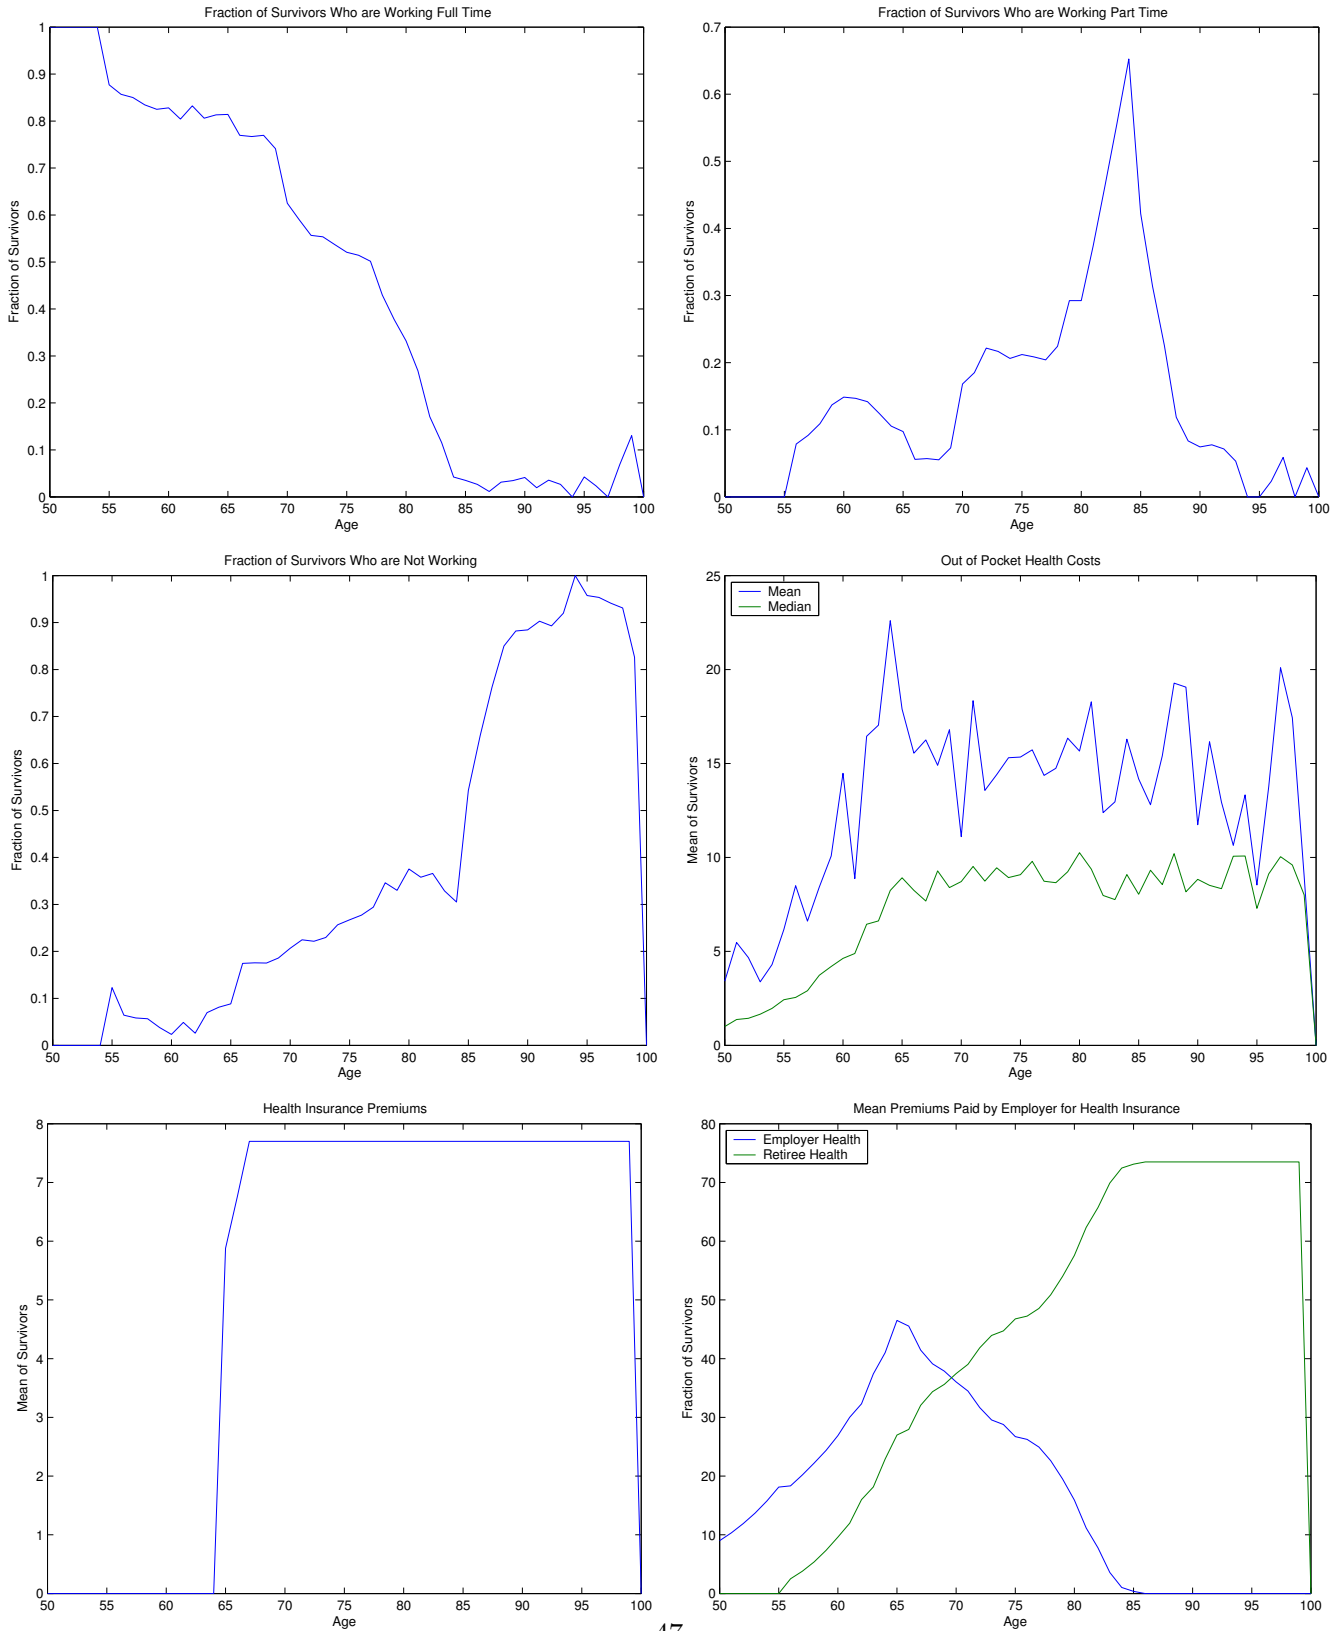 Fraction of Survivors Who are Working Full Time
1
0.9
0.8
0.7
0.6
0.5
0.4
0.3
0.2
0.1
0
Fraction of Survivors
50 55 60 65 70 75 80 85 90 95 100
Age
Fraction of Survivors Who are Working Part Time
0.7
0.6
0.5
0.4
0.3
0.2
0.1
0
Fraction of Survivors
50 55 60 65 70 75 80 85 90 95 100
Age
Fraction of Survivors Who are Not Working
1
0.9
0.8
0.7
0.6
0.5
0.4
0.3
0.2
0.1
0
Fraction of Survivors
50 55 60 65 70 75 80 85 90 95 100
Age
Out of Pocket Health Costs
Mean
Median
25
20
15
10
5
0
Mean of Survivors
50 55 60 65 70 75 80 85 90 95 100
Age
Health Insurance Premiums
8
7
6
5
4
3
2
1
0
Mean of Survivors
50 55 60 65 70 75 80 85 90 95 100
Age
Mean Premiums Paid by Employer for Health Insurance
Employer Health
Retiree Health
80
70
60
50
40
30
20
10
0
Fraction of Survivors
50 55 60 65 70 75 80 85 90 95 100
Age
47